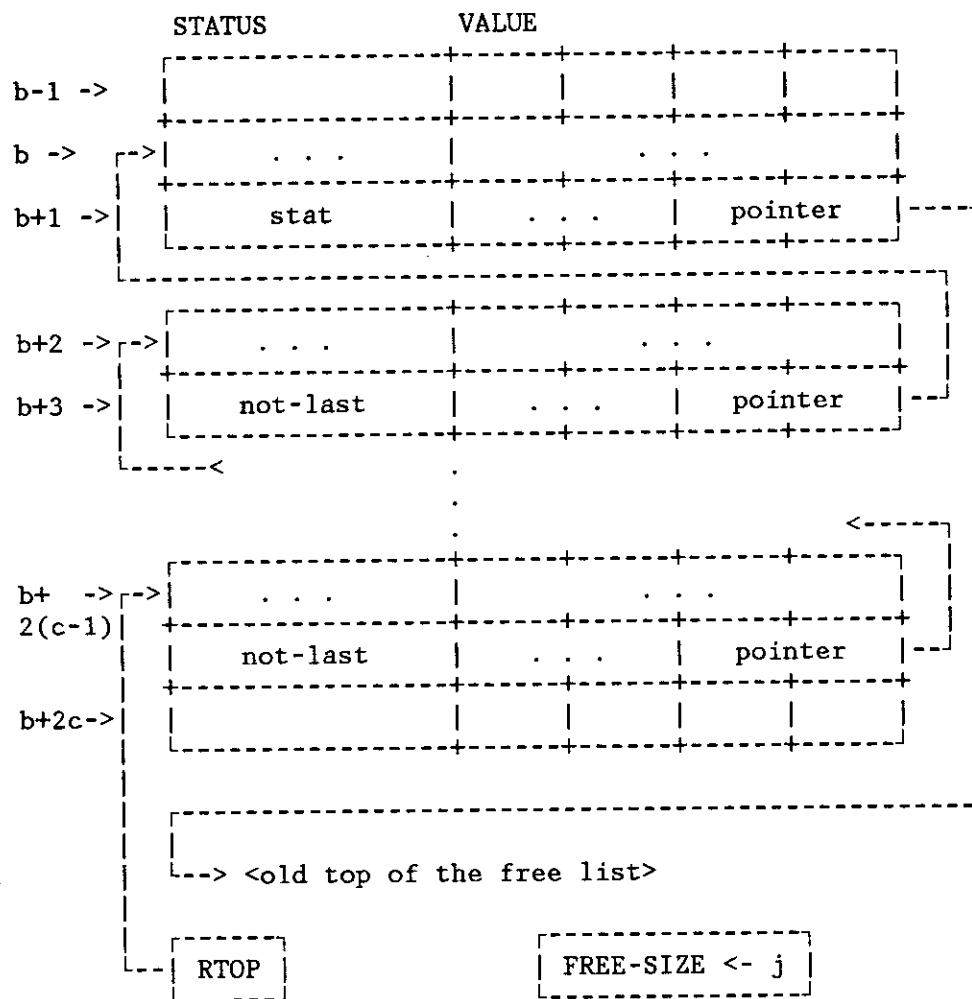 STATUS VALUE
b-1 ->
b -> . . . . . .
b+1 -> stat . . . pointer
b+2 -> . . . . . .
b+3 -> not-last . . . pointer
b+ -> . . . . . .
2(c-1)
not-last . . . pointer
b+2c->
<old top of the free list>
RTOP FREE-SIZE <- j